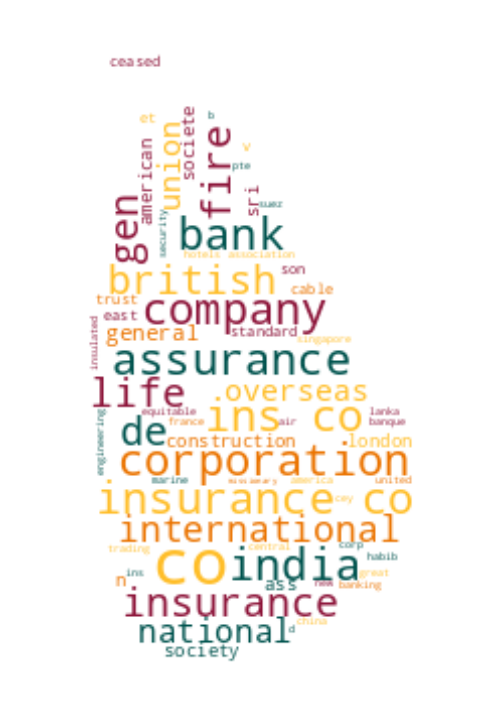 ceased
et
b
union
societe
fire
american
v
pte
gen
security
sri
suez
bank
hotels association
british
son
cable
trust
company
east
general
standard
singapore
insulated
assurance
life
.overseas
equitable
ins co
lanka
de
france
air
banque
engineering
construction
london
corporation
marine
missionary
america
united
insurance co
cey
international
trading
central
corp
co
india
habib
n
ins
ass
new
banking
great
insurance
china
national
d
society